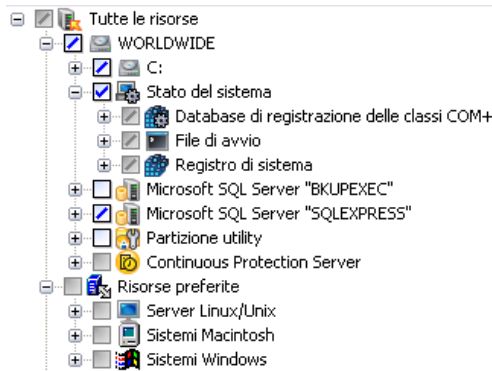 Tutte le risorse
WORLDWIDE
C:
Stato del sistema
Database di registrazione delle classi COM+
File di avvio
Registro di sistema
Microsoft SQL Server "BKUPEXEC"
Microsoft SQL Server "SQLEXPRESS"
Partizione utility
Continuous Protection Server
Risorse preferite
Server Linux/Unix
Sistemi Macintosh
Sistemi Windows